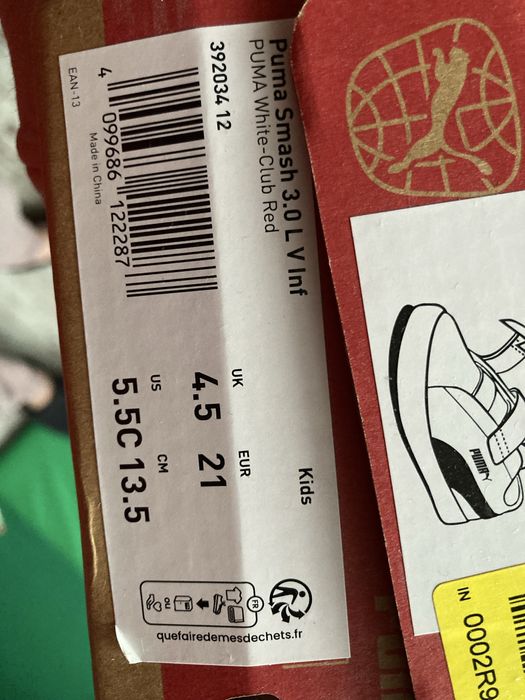 Puma Smash 3.0 L V Inf
PUMA White-Club Red
392034 12
EAN-13
4 099686 122287
Made in China
Kids
UK
4.5
EUR
21
US
5.5C
CM
13.5
FR
OU
quefairedemesdechets.fr
PUMA
IN 0002R9